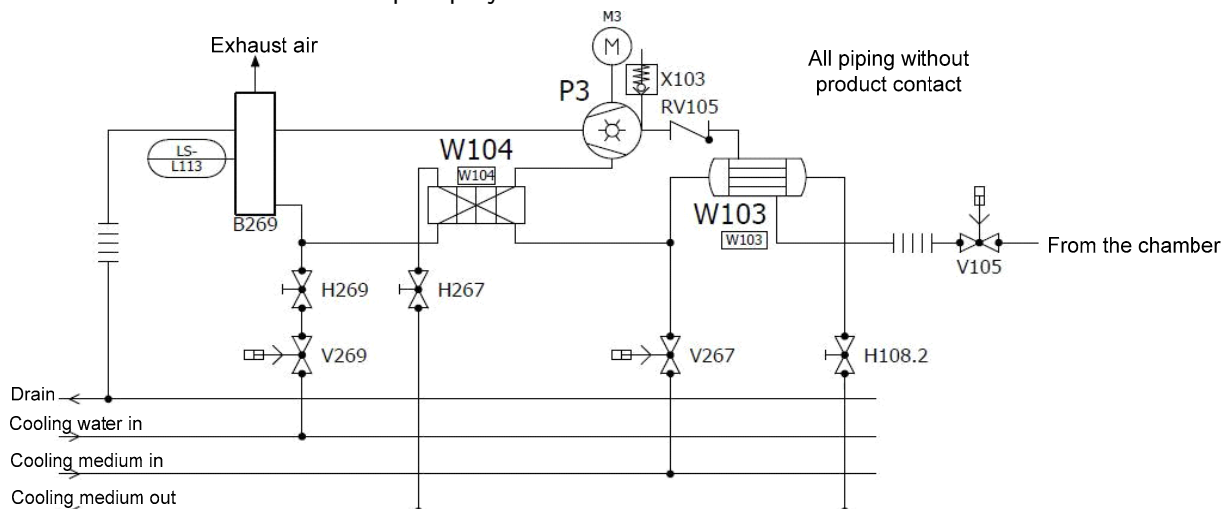 M3
Exhaust air
M
All piping without
product contact
X103
P3
RV105
LS-
L113
W104
W104
B269
W103
W103
From the chamber
V105
H269
H267
V269
V267
H108.2
Drain
Cooling water in
Cooling medium in
Cooling medium out